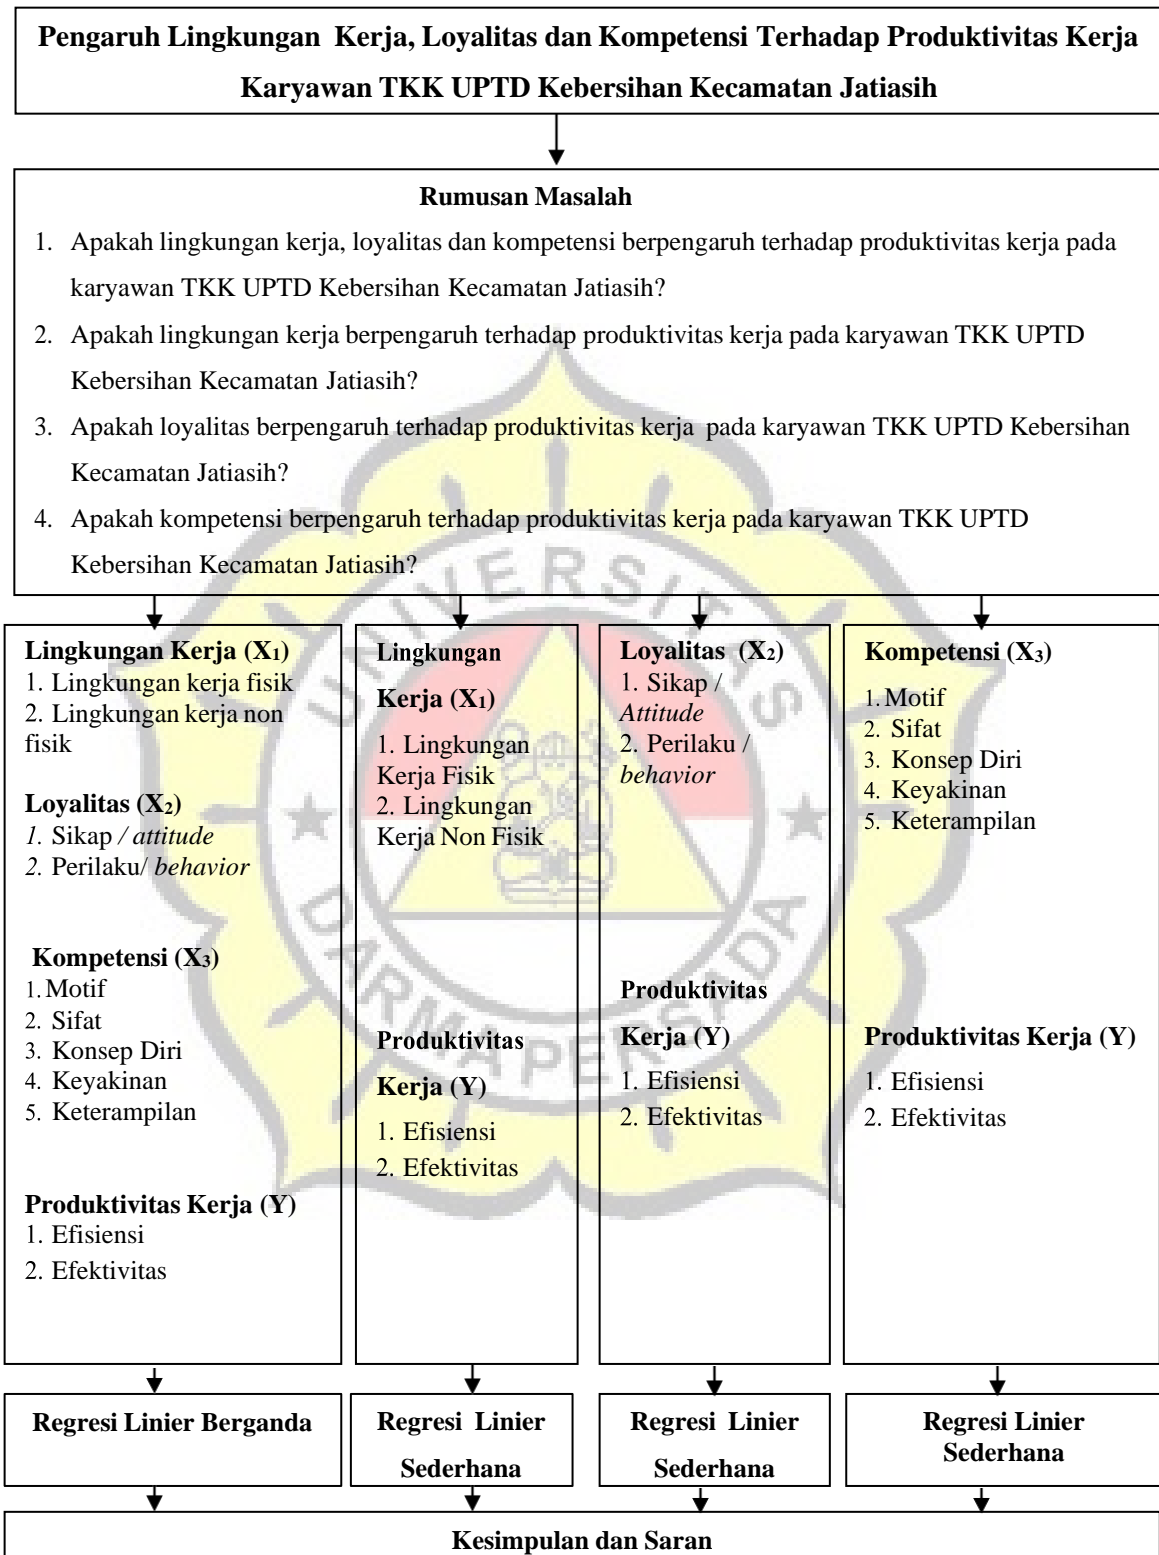 Pengaruh Lingkungan Kerja, Loyalitas dan Kompetensi Terhadap Produktivitas Kerja
Karyawan TKK UPTD Kebersihan Kecamatan Jatiasih
Rumusan Masalah
1. Apakah lingkungan kerja, loyalitas dan kompetensi berpengaruh terhadap produktivitas kerja pada
karyawan TKK UPTD Kebersihan Kecamatan Jatiasih?
2. Apakah lingkungan kerja berpengaruh terhadap produktivitas kerja pada karyawan TKK UPTD
Kebersihan Kecamatan Jatiasih?
3. Apakah loyalitas berpengaruh terhadap produktivitas kerja pada karyawan TKK UPTD Kebersihan
Kecamatan Jatiasih?
4. Apakah kompetensi berpengaruh terhadap produktivitas kerja pada karyawan TKK UPTD
Kebersihan Kecamatan Jatiasih?
Lingkungan Kerja (X1)
1. Lingkungan kerja fisik
2. Lingkungan kerja non
fisik
Loyalitas (X2)
1. Sikap / attitude
2. Perilaku/ behavior
Kompetensi (X3)
1. Motif
2. Sifat
3. Konsep Diri
4. Keyakinan
5. Keterampilan
Produktivitas Kerja (Y)
1. Efisiensi
2. Efektivitas
Lingkungan
Kerja (X1)
1. Lingkungan
Kerja Fisik
2. Lingkungan
Kerja Non Fisik
Produktivitas
Kerja (Y)
1. Efisiensi
2. Efektivitas
Loyalitas (X2)
1. Sikap /
Attitude
2. Perilaku /
behavior
Produktivitas
Kerja (Y)
1. Efisiensi
2. Efektivitas
Kompetensi (X3)
1. Motif
2. Sifat
3. Konsep Diri
4. Keyakinan
5. Keterampilan
Produktivitas Kerja (Y)
1. Efisiensi
2. Efektivitas
Regresi Linier Berganda
Regresi Linier
Sederhana
Regresi Linier
Sederhana
Regresi Linier
Sederhana
Kesimpulan dan Saran
UNIVERSITAS
DARMA PERSADA